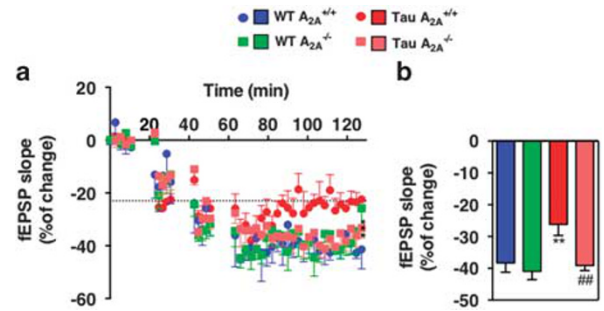 WT A2A+/+ Tau A2A+/+
WT A2A-/- Tau A2A-/-
a
b
Time (min)
20
0
-20
-40
-60
20 40 60 80 100 120
fEPSP slope
(%of change)
0
-10
-20
-30
-40
-50
fEPSP slope
(%of change)
**
##